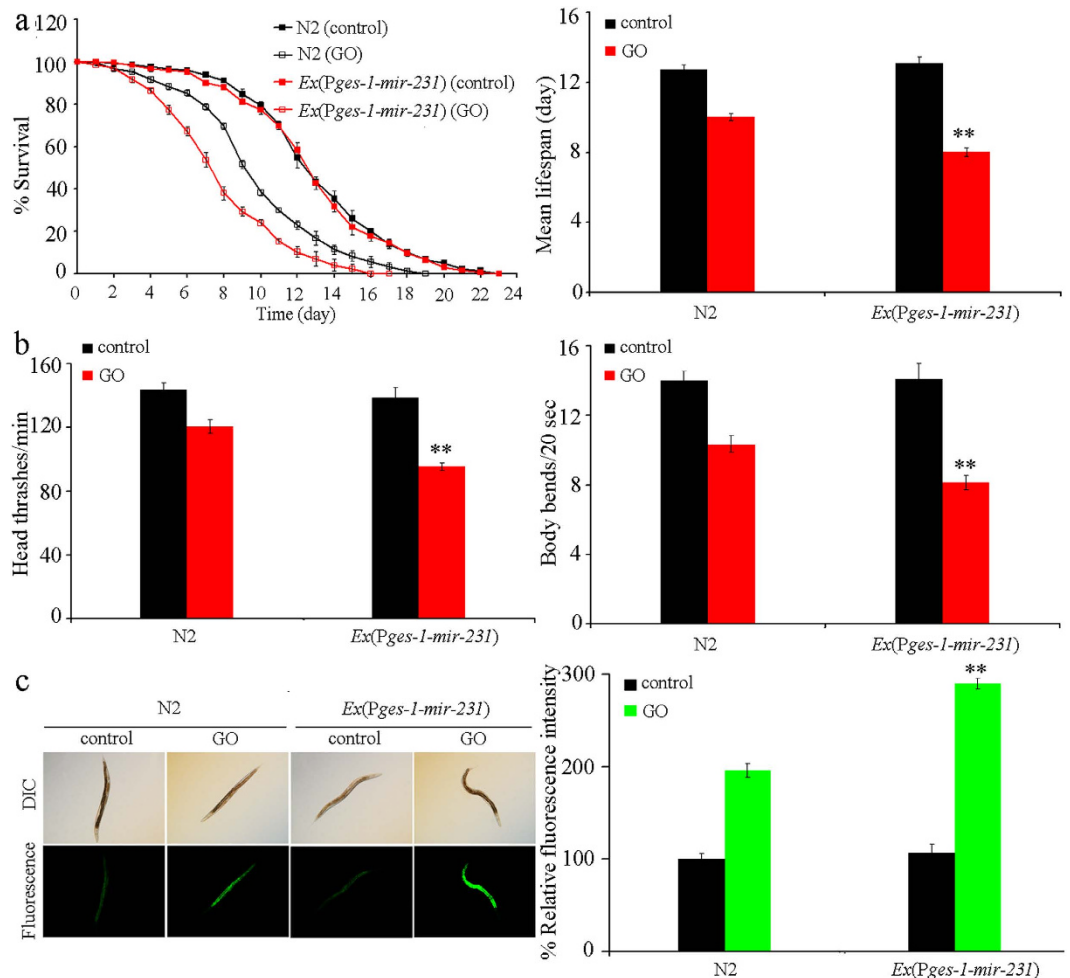 a
120
100
80
60
40
20
0
% Survival
0 2 4 6 8 10 12 14 16 18 20 22 24
Time (day)
N2 (control)
N2 (GO)
Ex(Pges-1-mir-231) (control)
Ex(Pges-1-mir-231) (GO)
control
GO
16
12
8
4
0
Mean lifespan (day)
**
N2 Ex(Pges-1-mir-231)
b
control
GO
160
120
80
40
0
Head thrashes/min
**
N2 Ex(Pges-1-mir-231)
control
GO
16
12
8
4
0
Body bends/20 sec
**
N2 Ex(Pges-1-mir-231)
c
N2 Ex(Pges-1-mir-231)
control GO control GO
DIC
Fluorescence
control
GO
300
200
100
0
% Relative fluorescence intensity
**
N2 Ex(Pges-1-mir-231)